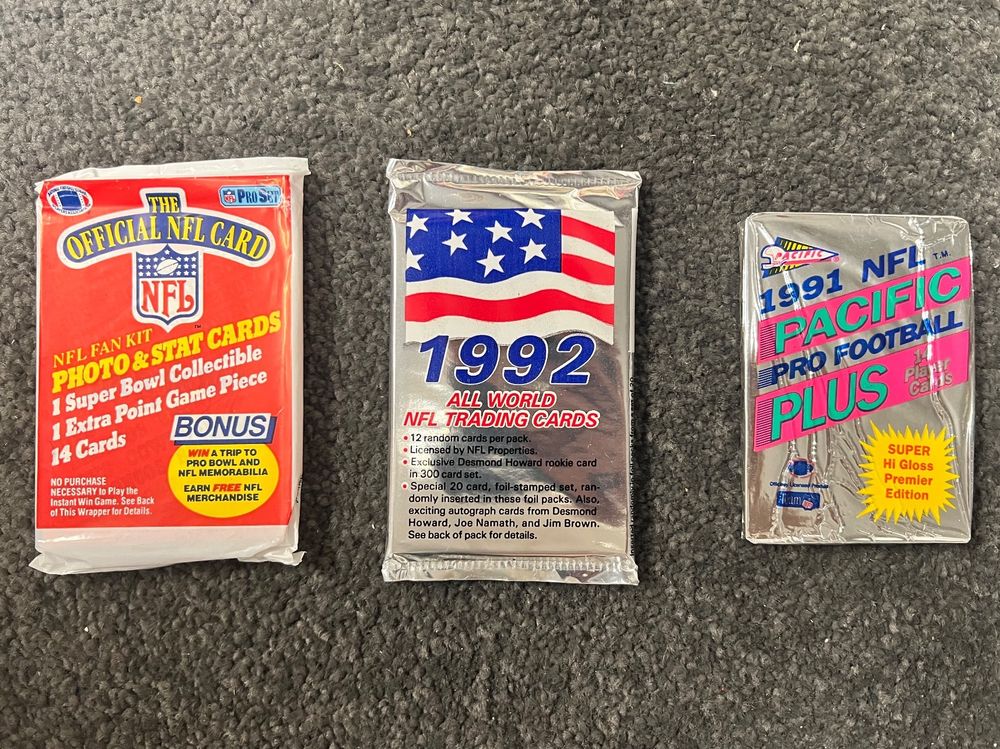 PRO SET
THE
OFFICIAL NFL CARD
NFL
TM
NFL FAN KIT
PHOTO & STAT CARDS
1 Super Bowl Collectible
1 Extra Point Game Piece
14 Cards
BONUS
WIN A TRIP TO
PRO BOWL AND
NFL MEMORABILIA
EARN FREE NFL
MERCHANDISE
NO PURCHASE
NECESSARY to Play the
Instant Win Game. See Back
of This Wrapper for Details.
1992
ALL WORLD
NFL TRADING CARDS
• 12 random cards per pack.
• Licensed by NFL Properties.
• Exclusive Desmond Howard rookie card
in 300 card set.
• Special 20 card, foil-stamped set, ran-
domly inserted in these foil packs. Also,
exciting autograph cards from Desmond
Howard, Joe Namath, and Jim Brown.
See back of pack for details.
PACIFIC
1991 NFL T.M.
PACIFIC
PRO FOOTBALL
PLUS
14
Player
Cards
SUPER
Hi Gloss
Premier
Edition
Team NFL